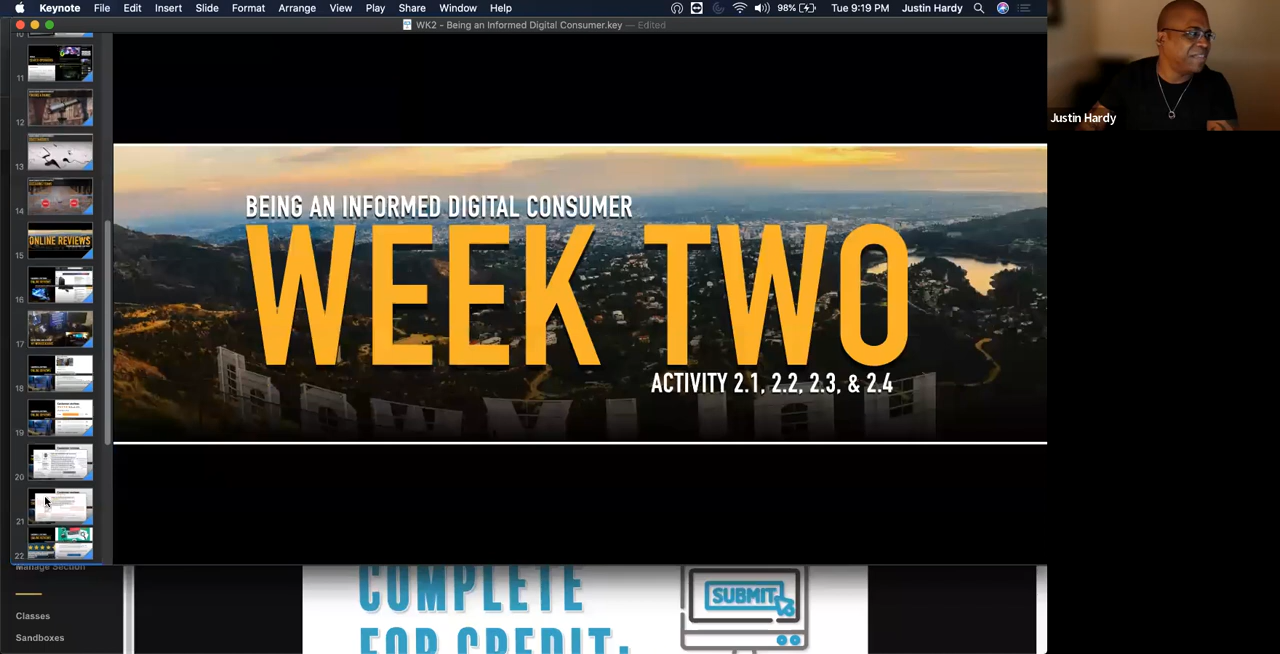 Keynote File Edit Insert Slide Format Arrange View Play Share Window Help 98% Tue 9:19 PM Justin Hardy
WK2 - Being an Informed Digital Consumer.key — Edited
Justin Hardy
11
12
13
14
15
ONLINE REVIEWS
16
17
18
19
20
21
22
BEING AN INFORMED DIGITAL CONSUMER
WEEK TWO
ACTIVITY 2.1, 2.2, 2.3, & 2.4
Manage Section
Classes
Sandboxes
COMPLETE
FOR CREDIT:
SUBMIT